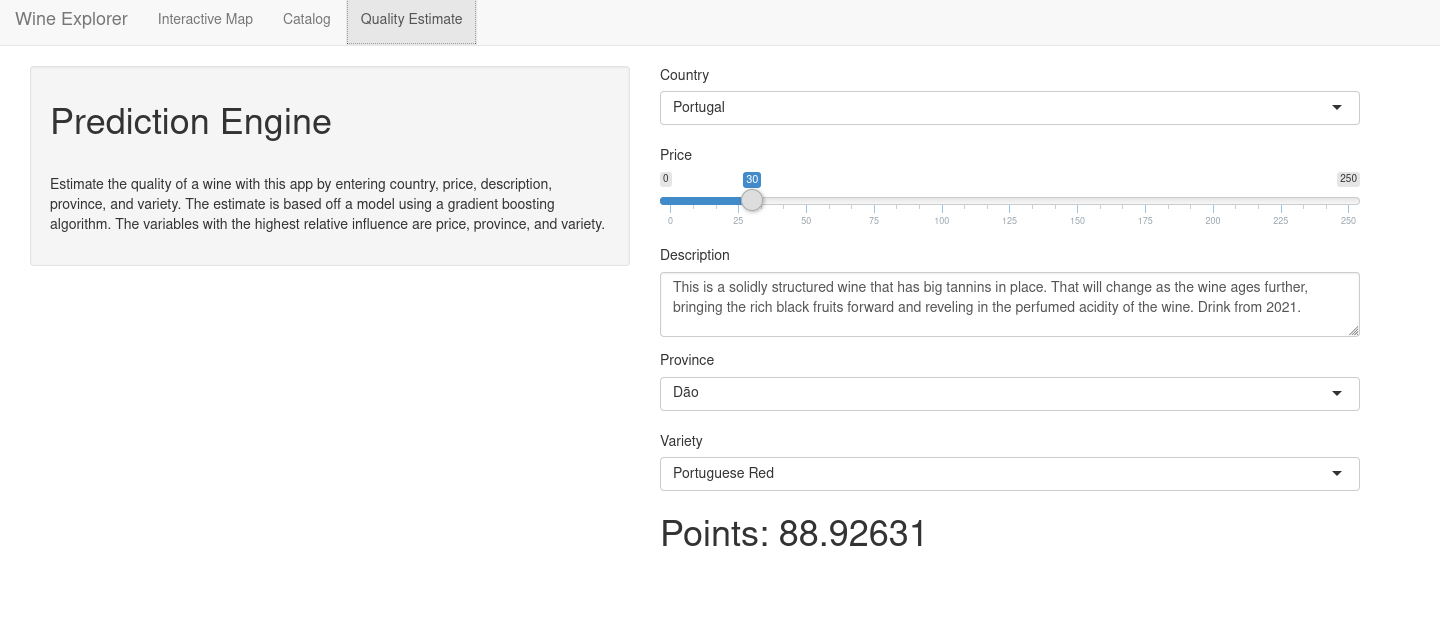 Wine Explorer Interactive Map Catalog Quality Estimate
Prediction Engine
Estimate the quality of a wine with this app by entering country, price, description,
province, and variety. The estimate is based off a model using a gradient boosting
algorithm. The variables with the highest relative influence are price, province, and variety.
Country
Portugal
Price
0 30 250
0 25 50 75 100 125 150 175 200 225 250
Description
This is a solidly structured wine that has big tannins in place. That will change as the wine ages further,
bringing the rich black fruits forward and reveling in the perfumed acidity of the wine. Drink from 2021.
Province
Dão
Variety
Portuguese Red
Points: 88.92631